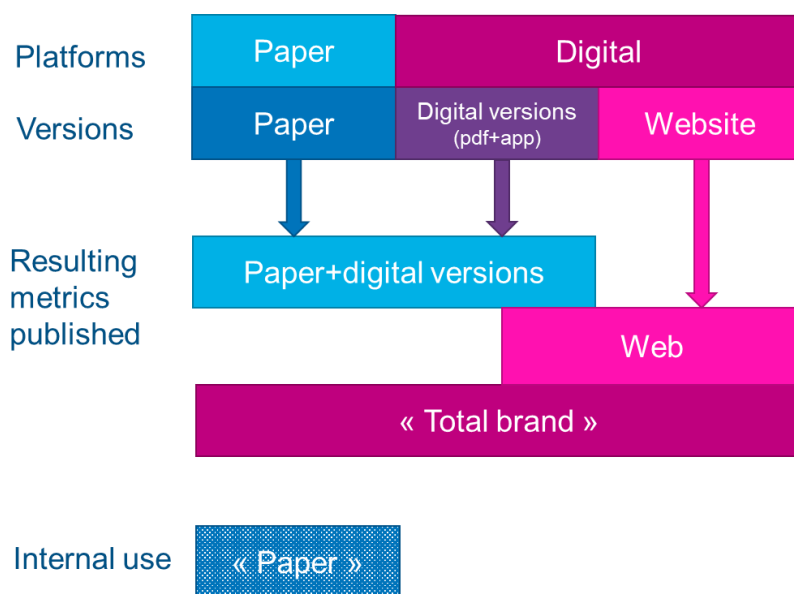 Platforms
Paper
Digital
Versions
Paper
Digital versions
(pdf+app)
Website
Resulting
metrics
published
Paper+digital versions
Web
« Total brand »
Internal use
« Paper »